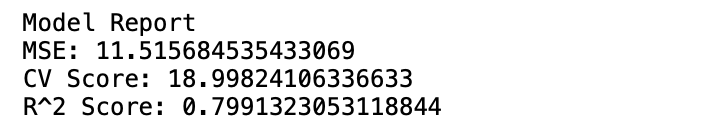 Model Report
MSE: 11.515684535433069
CV Score: 18.99824106336633
R^2 Score: 0.7991323053118844